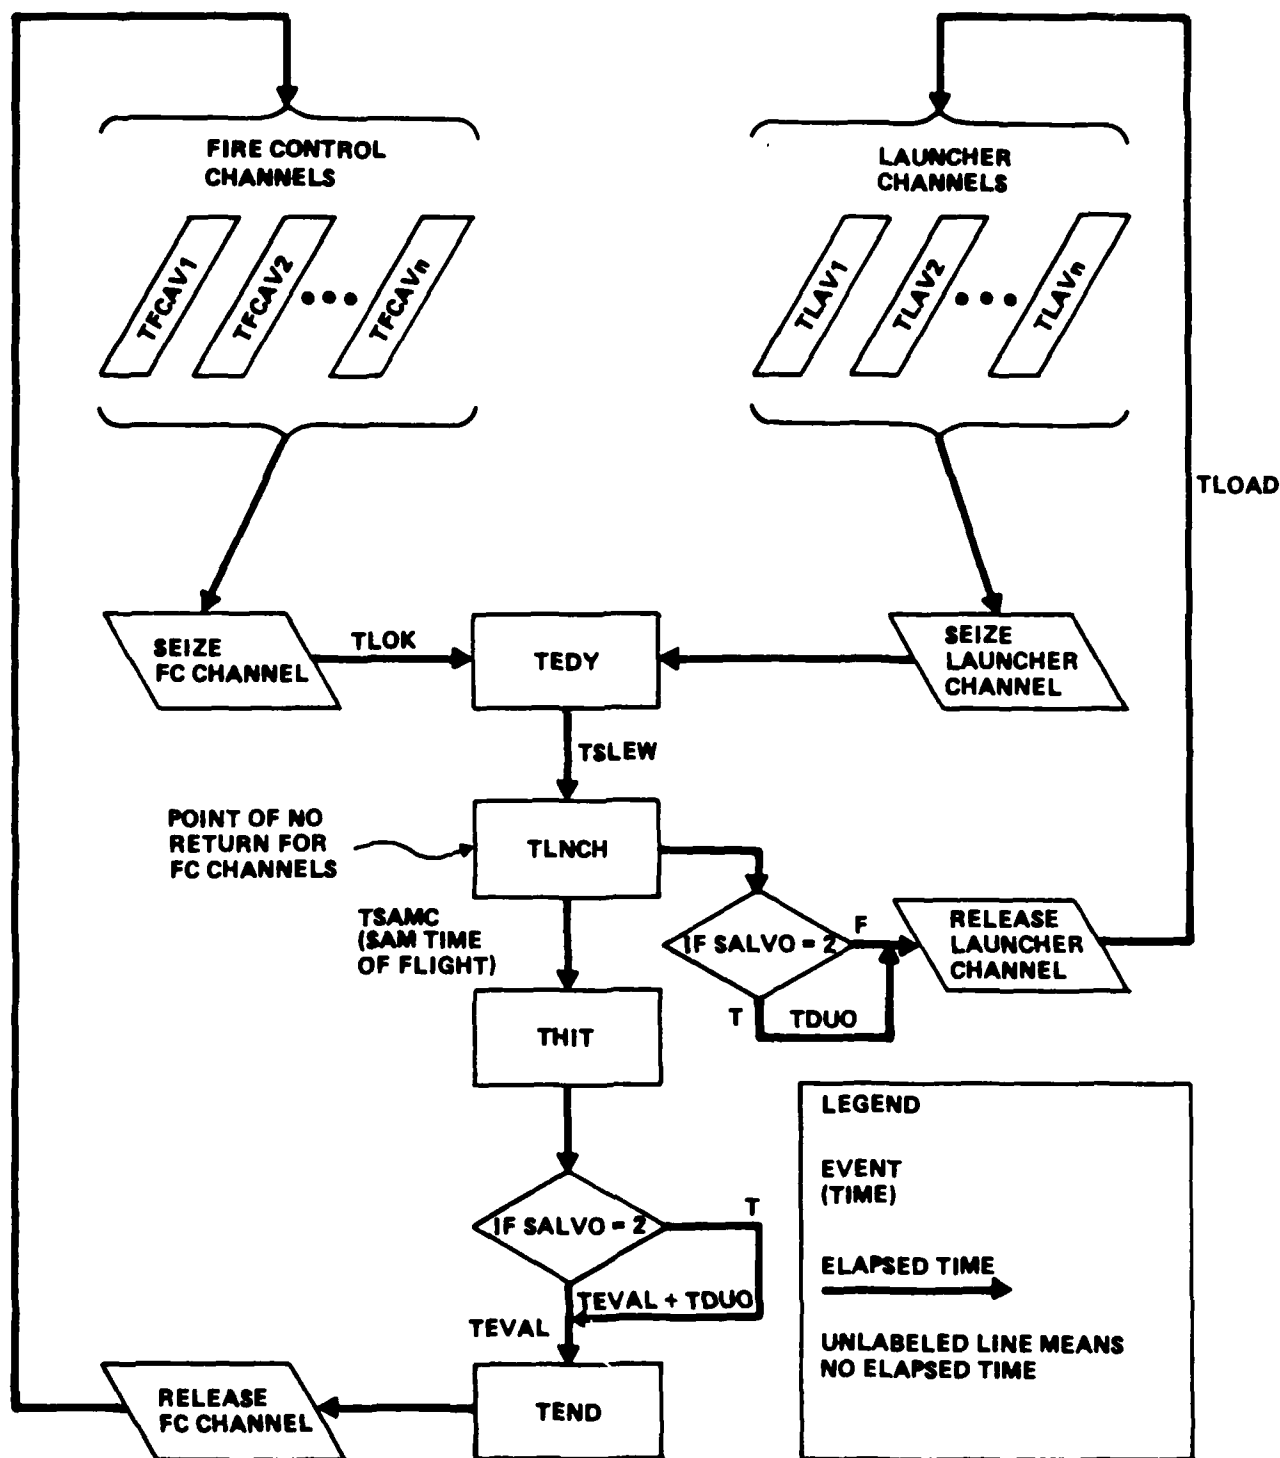 FIRE CONTROL
CHANNELS
LAUNCHER
CHANNELS
TFCAV1
TFCAV2
TFCAVn
TLAV1
TLAV2
TLAVn
TLOAD
SEIZE
FC CHANNEL
TLOK
TEDY
SEIZE
LAUNCHER
CHANNEL
TSLEW
POINT OF NO
RETURN FOR
FC CHANNELS
TLNCH
TSAMC
(SAM TIME
OF FLIGHT)
IF SALVO = 2
F
T
TDUO
RELEASE
LAUNCHER
CHANNEL
THIT
IF SALVO = 2
T
TEVAL + TDUO
TEVAL
TEND
RELEASE
FC CHANNEL
LEGEND
EVENT
(TIME)
ELAPSED TIME
UNLABELED LINE MEANS
NO ELAPSED TIME